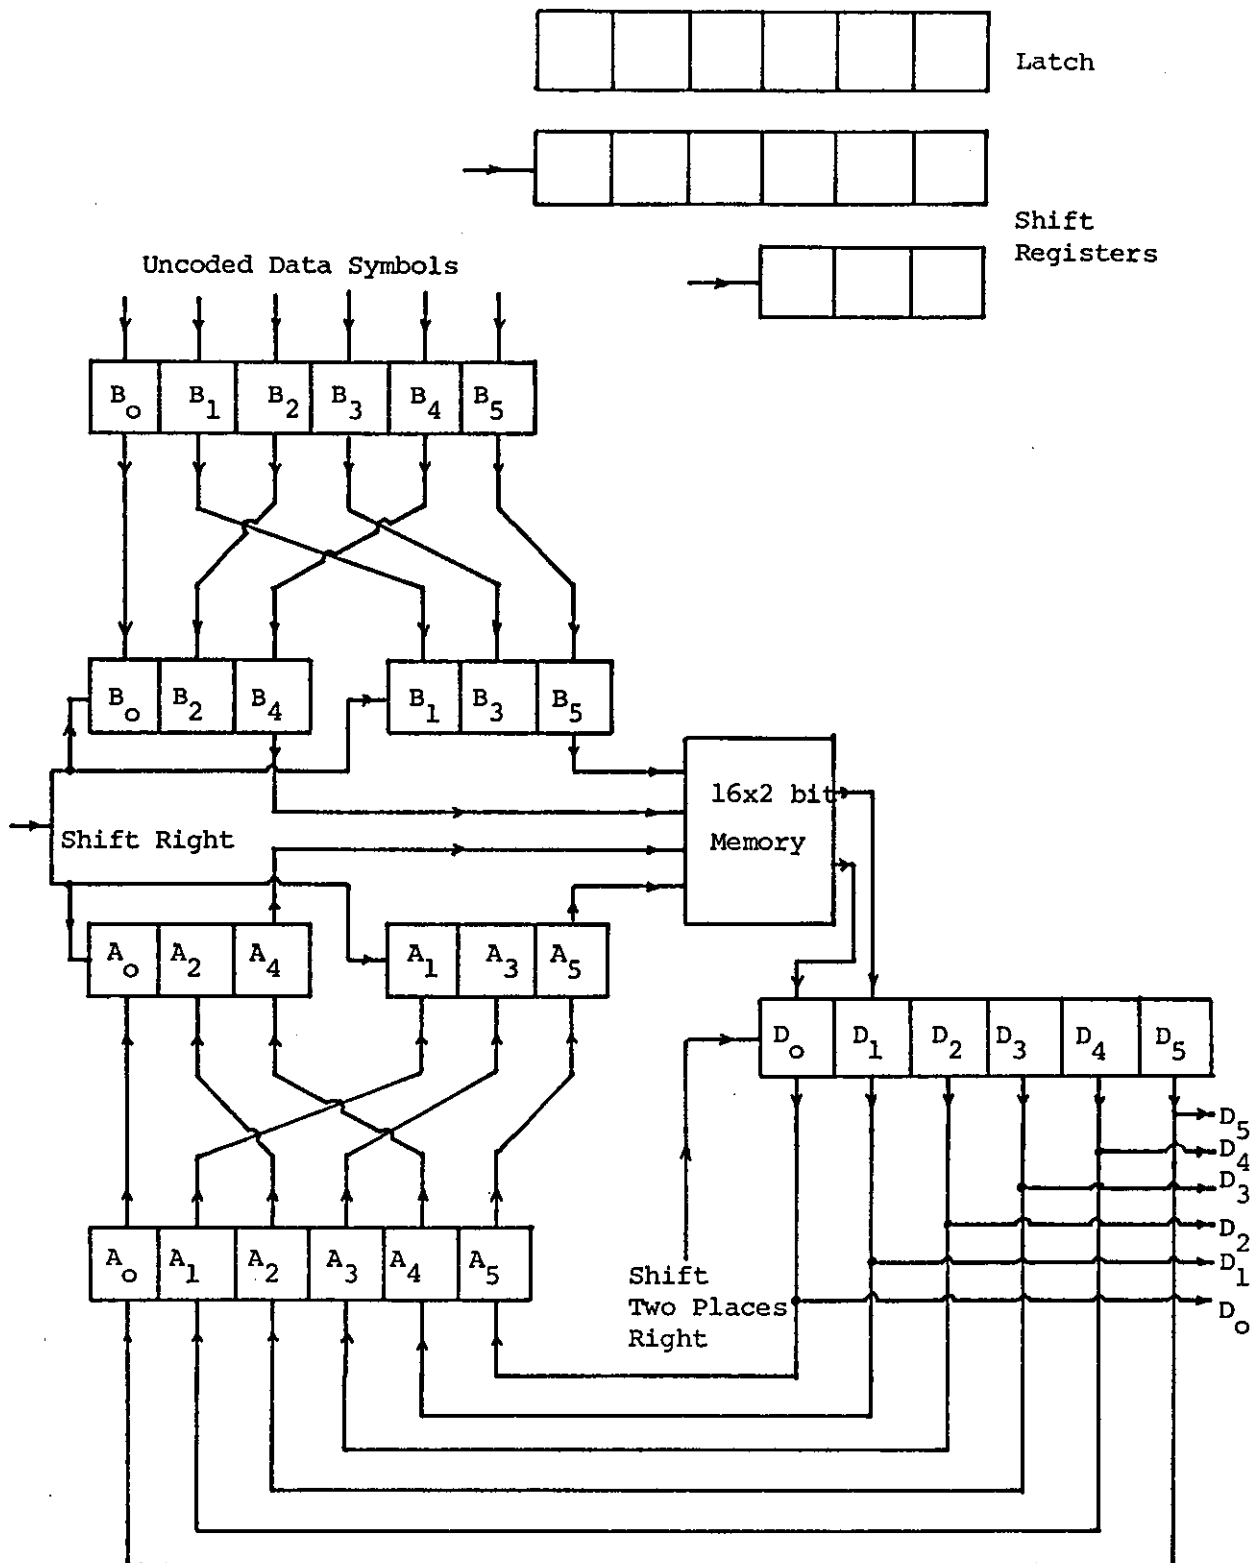 Latch
Shift
Registers
Uncoded Data Symbols
B₀ B₁ B₂ B₃ B₄ B₅
B₀ B₂ B₄ B₁ B₃ B₅
16x2 bit
Memory
Shift Right
A₀ A₂ A₄ A₁ A₃ A₅
D₀ D₁ D₂ D₃ D₄ D₅
D₅
D₄
D₃
D₂
D₁
D₀
A₀ A₁ A₂ A₃ A₄ A₅
Shift
Two Places
Right